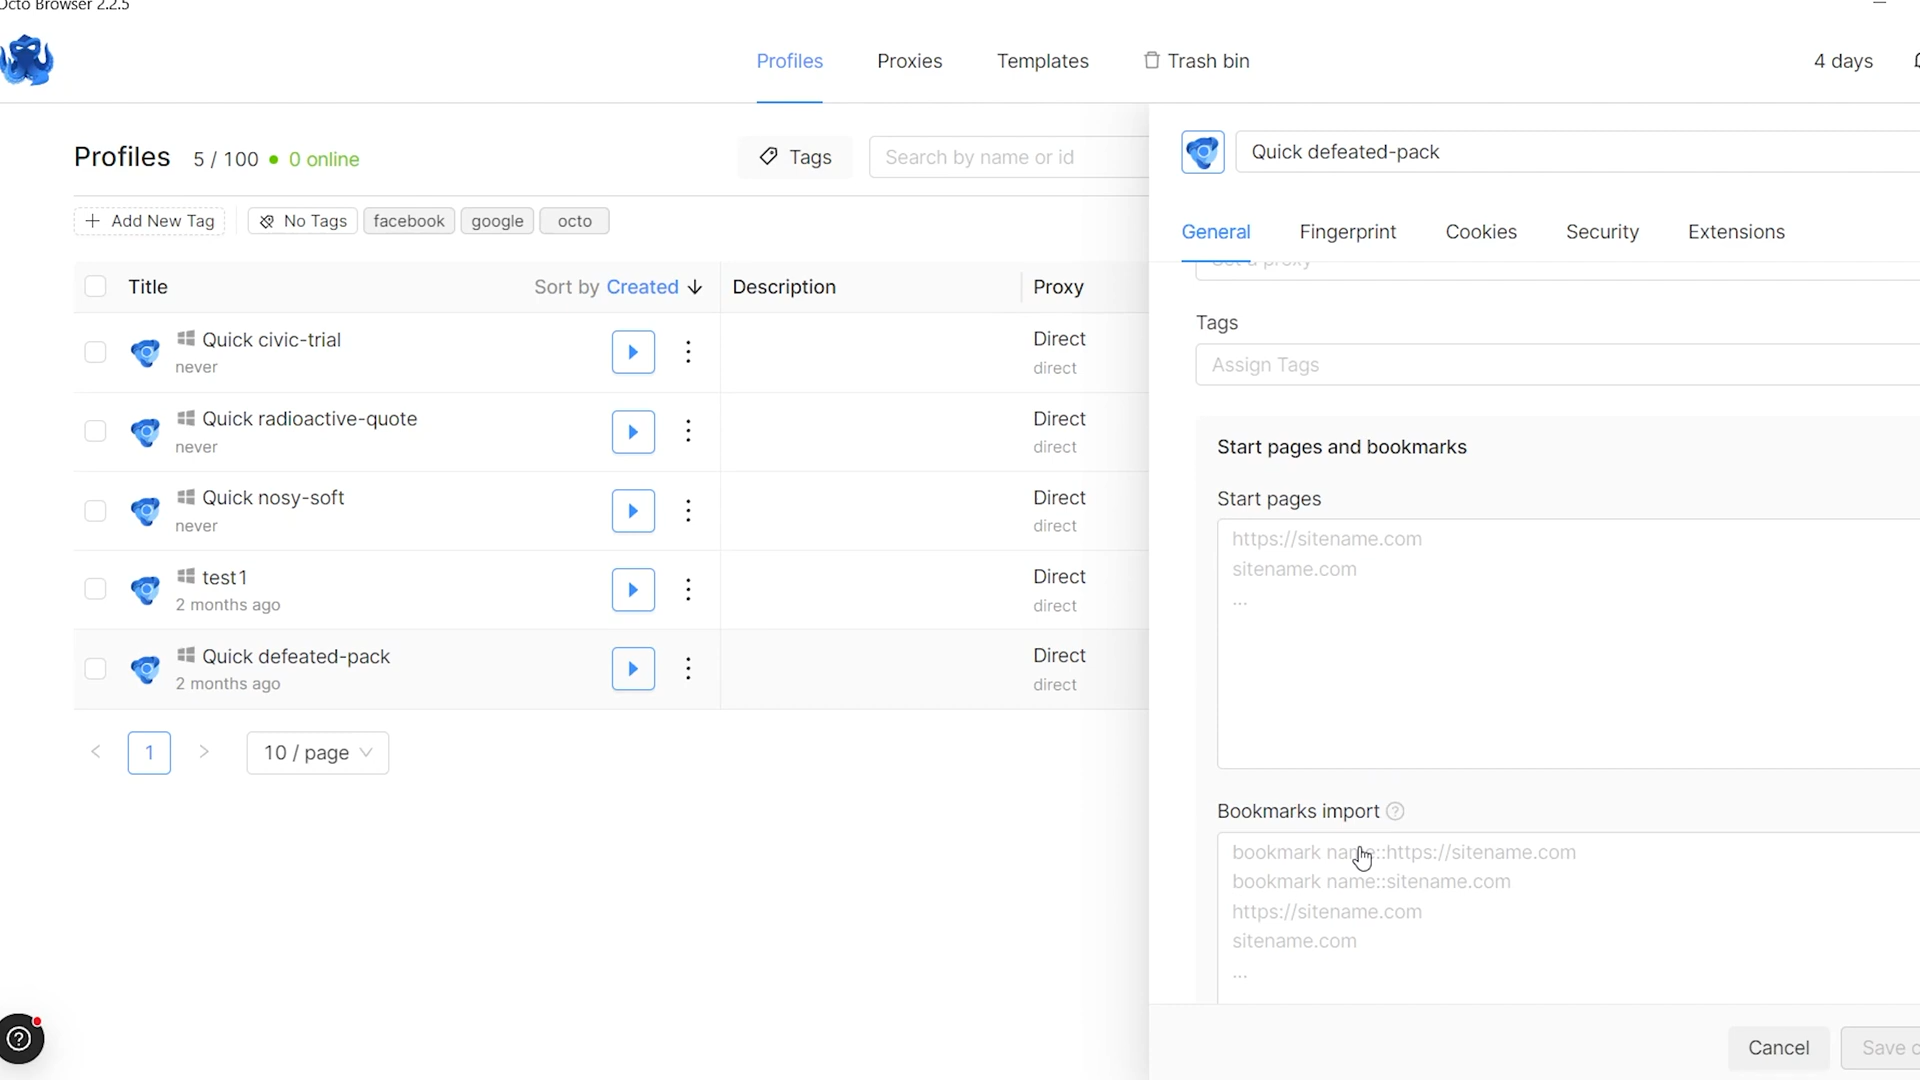 Octo Browser 2.2.5
Profiles
Proxies
Templates
Trash bin
4 days
Profiles
5 / 100
0 online
Tags
Search by name or id
Quick defeated-pack
Add New Tag
No Tags
facebook
google
octo
General
Fingerprint
Cookies
Security
Extensions
Title
Sort by Created
Description
Proxy
Quick civic-trial
never
Direct
direct
Quick radioactive-quote
never
Direct
direct
Quick nosy-soft
never
Direct
direct
test1
2 months ago
Direct
direct
Quick defeated-pack
2 months ago
Direct
direct
1
10 / page
Tags
Assign Tags
Start pages and bookmarks
Start pages
https://sitename.com
sitename.com
...
Bookmarks import
bookmark name::https://sitename.com
bookmark name::sitename.com
https://sitename.com
sitename.com
...
Cancel
Save